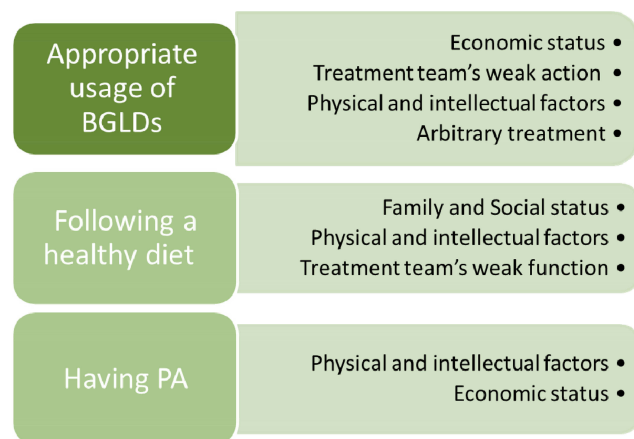 Appropriate
usage of
BGLDs
Economic status •
Treatment team's weak action •
Physical and intellectual factors •
Arbitrary treatment •
Following a
healthy diet
Family and Social status •
Physical and intellectual factors •
Treatment team's weak function •
Having PA
Physical and intellectual factors •
Economic status •